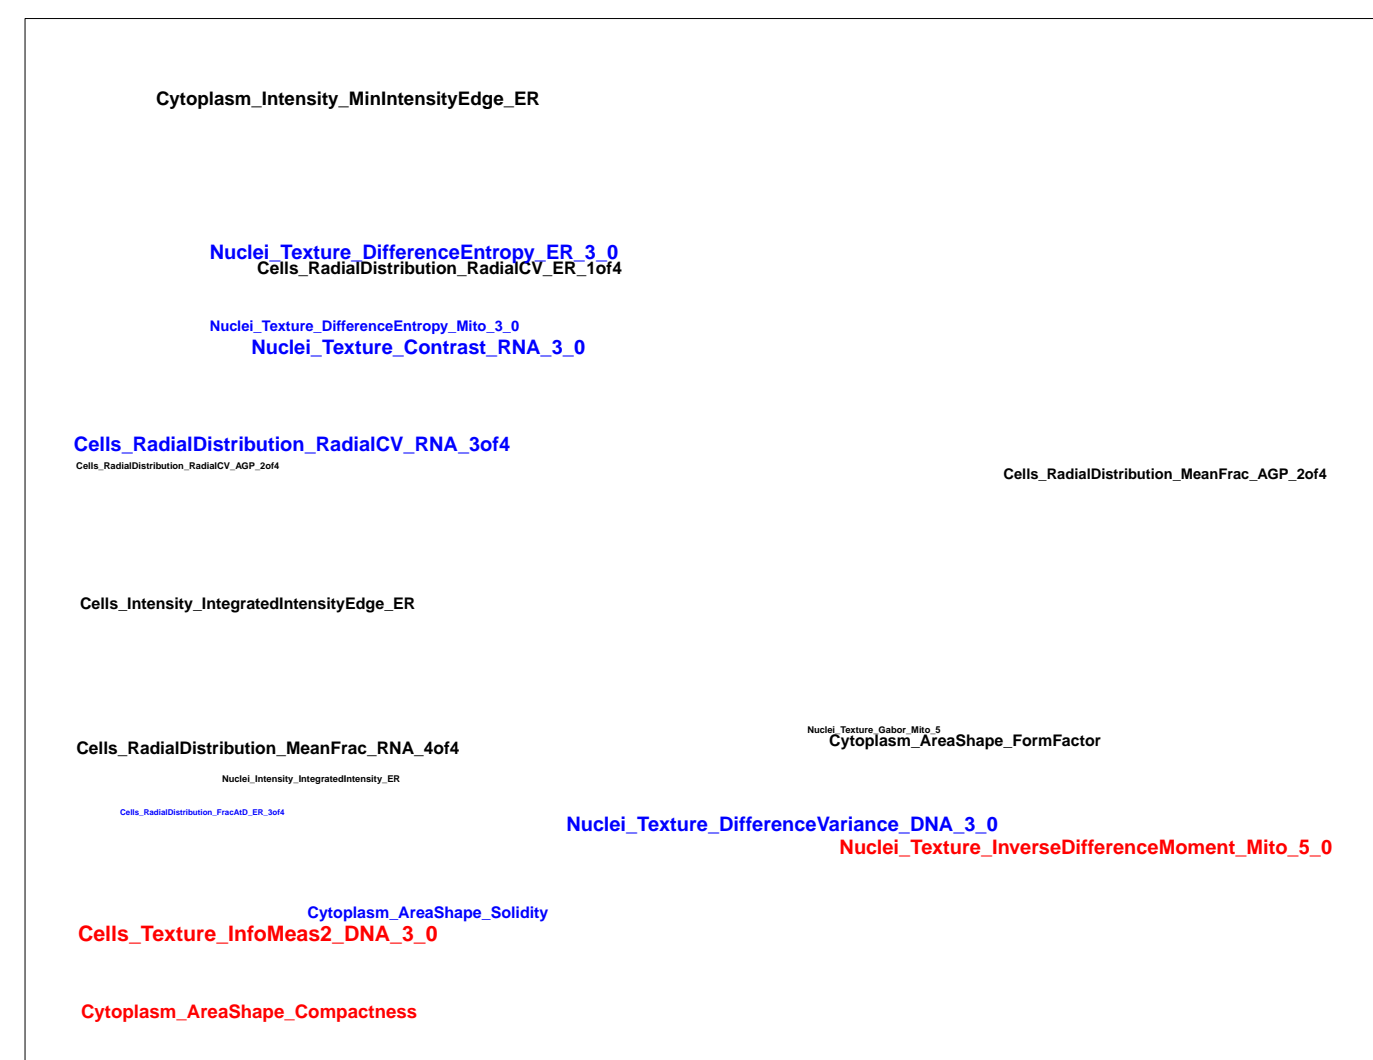 Cytoplasm_Intensity_MinIntensityEdge_ER
Nuclei_Texture_DifferenceEntropy_ER_3_0
Cells_RadialDistribution_RadialCV_ER_1of4
Nuclei_Texture_DifferenceEntropy_Mito_3_0
Nuclei_Texture_Contrast_RNA_3_0
Cells_RadialDistribution_RadialCV_RNA_3of4
Cells_RadialDistribution_RadialCV_AGP_2of4
Cells_RadialDistribution_MeanFrac_AGP_2of4
Cells_Intensity_IntegratedIntensityEdge_ER
Nuclei_Texture_Gabor_Mito_5
Cytoplasm_AreaShape_FormFactor
Cells_RadialDistribution_MeanFrac_RNA_4of4
Nuclei_Intensity_IntegratedIntensity_ER
Cells_RadialDistribution_FracAtD_ER_3of4
Nuclei_Texture_DifferenceVariance_DNA_3_0
Nuclei_Texture_InverseDifferenceMoment_Mito_5_0
Cytoplasm_AreaShape_Solidity
Cells_Texture_InfoMeas2_DNA_3_0
Cytoplasm_AreaShape_Compactness